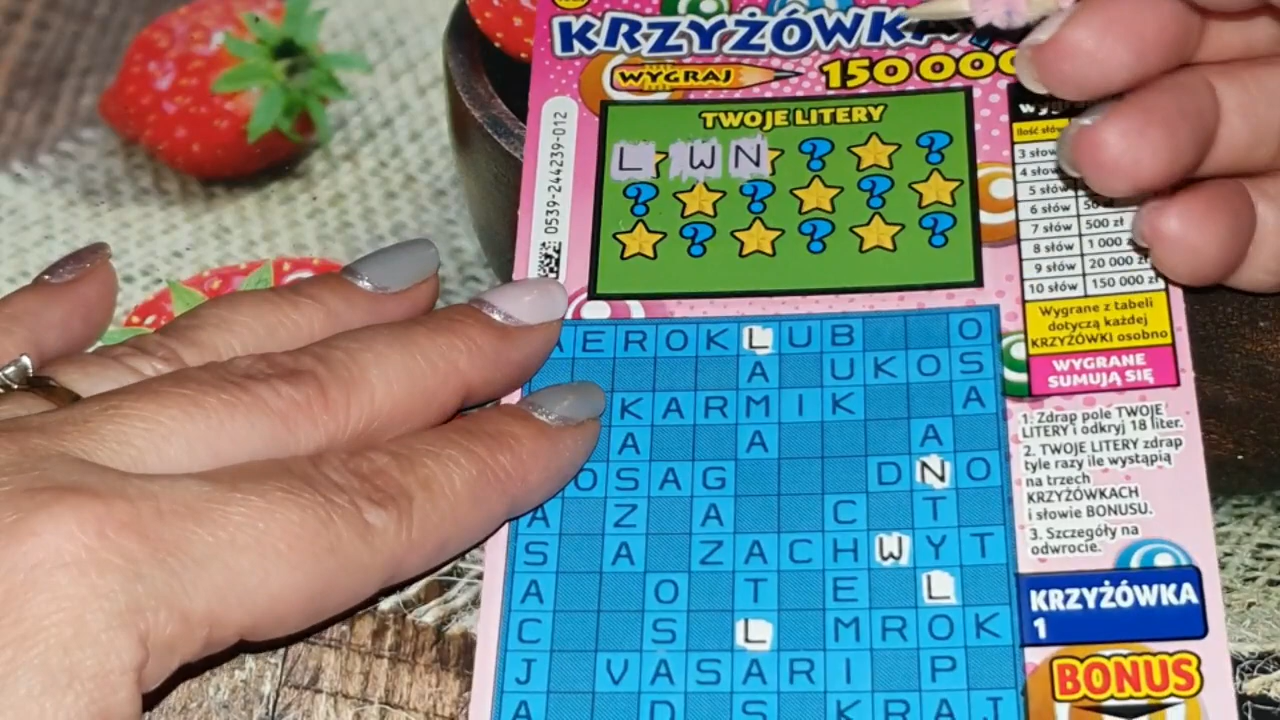 KRZYŻÓWKA
WYGRAJ 150 000
0539-244239-012
TWOJE LITERY
L W N
Ilość słów
3 słów
4 słów
5 słów
6 słów
7 słów 500 zł
8 słów 1 000
9 słów 20 000 zł
10 słów 150 000 zł
Wygrane z tabeli
dotyczą każdej
KRZYŻÓWKI osobno
WYGRANE
SUMUJĄ SIĘ
1. Zdrap pole TWOJE
LITERY i odkryj 18 liter.
2. TWOJE LITERY zdrap
tyle razy ile wystąpią
na trzech
KRZYŻÓWKACH
i słowie BONUSU.
3. Szczegóły na
odwrocie.
KRZYŻÓWKA
1
BONUS
AEROKLUB O
A UKOS
KARMIK A
A A A
OSAG DNO
A Z A C T
S A ZACHWYT
A O T E L
C S L MROK
J VASARI P
A D S KRAJ